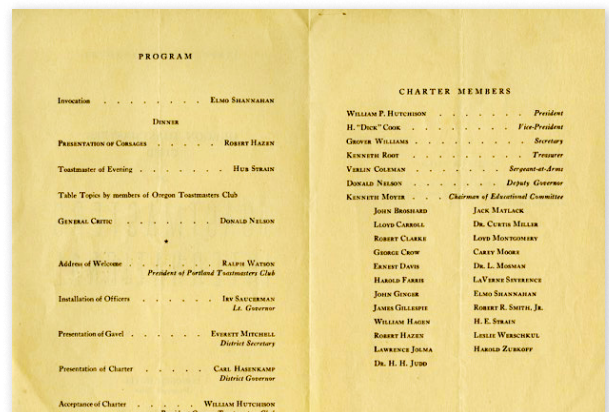 PROGRAM
Invocation . . . . . . . . ELMO SHANNAHAN
DINNER
PRESENTATION OF CORSAGES . . . . ROBERT HAZEN
Toastmaster of Evening . . . . . . HUB STRAIN
Table Topics by members of Oregon Toastmasters Club
GENERAL CRITIC . . . . . . . DONALD NELSON
*
Address of Welcome . . . . . . . RALPH WATSON
President of Portland Toastmasters Club
Installation of Officers . . . . . IRV SAUCERMAN
Lt. Governor
Presentation of Gavel . . . . . EVERETT MITCHELL
District Secretary
Presentation of Charter . . . . CARL HASENKAMP
District Governor
Acceptance of Charter . . . . . WILLIAM HUTCHISON
CHARTER MEMBERS
WILLIAM P. HUTCHISON . . . . . . . President
H. "DICK" COOK . . . . . . . . Vice-President
GROVER WILLIAMS . . . . . . . . Secretary
KENNETH ROOT . . . . . . . . Treasurer
VERLIN COLEMAN . . . . . . Sergeant-at-Arms
DONALD NELSON . . . . . . . Deputy Governor
KENNETH MOYER . . Chairman of Educational Committee
JOHN BROSHARD JACK MATLACK
LLOYD CARROLL DR. CURTIS MILLER
ROBERT CLARKE LOYD MONTGOMERY
GEORGE CROW CAREY MOORE
ERNEST DAVIS DR. L. MOSMAN
HAROLD FARRIS LAVERNE SEVERENCE
JOHN GINGER ELMO SHANNAHAN
JAMES GILLESPIE ROBERT R. SMITH, JR.
WILLIAM HAGEN H. E. STRAIN
ROBERT HAZEN LESLIE WERSCHKUL
LAWRENCE JOLMA HAROLD ZURKOFF
DR. H. H. JUDD